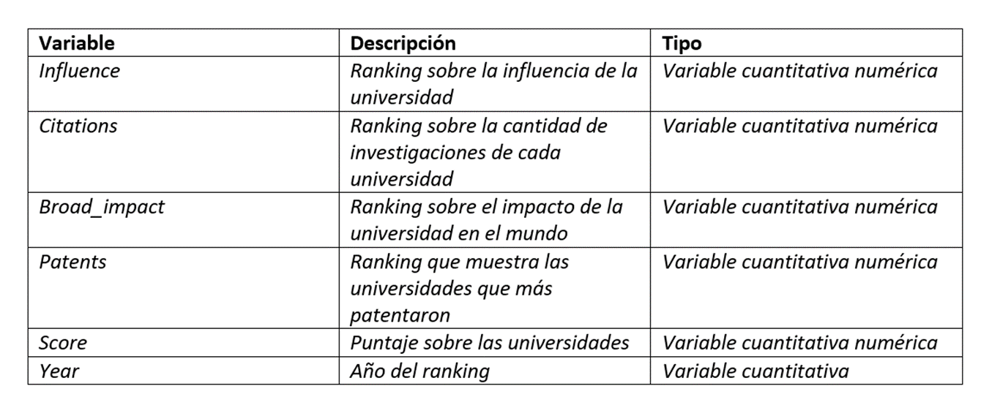 Variable Descripción Tipo
Influence Ranking sobre la influencia de la Variable cuantitativa numérica
universidad
Citations Ranking sobre la cantidad de Variable cuantitativa numérica
investigaciones de cada
universidad
Broad_impact Ranking sobre el impacto de la Variable cuantitativa numérica
universidad en el mundo
Patents Ranking que muestra las Variable cuantitativa numérica
universidades que más
patentaron
Score Puntaje sobre las universidades Variable cuantitativa numérica
Year Año del ranking Variable cuantitativa